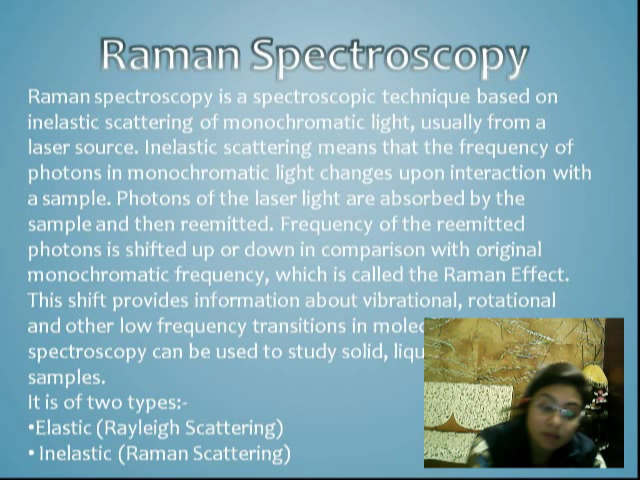 Raman Spectroscopy
Raman spectroscopy is a spectroscopic technique based on
inelastic scattering of monochromatic light, usually from a
laser source. Inelastic scattering means that the frequency of
photons in monochromatic light changes upon interaction with
a sample. Photons of the laser light are absorbed by the
sample and then reemitted. Frequency of the reemitted
photons is shifted up or down in comparison with original
monochromatic frequency, which is called the Raman Effect.
This shift provides information about vibrational, rotational
and other low frequency transitions in
spectroscopy can be used to study solid,
samples.
It is of two types:-
•Elastic (Rayleigh Scattering)
• Inelastic (Raman Scattering)